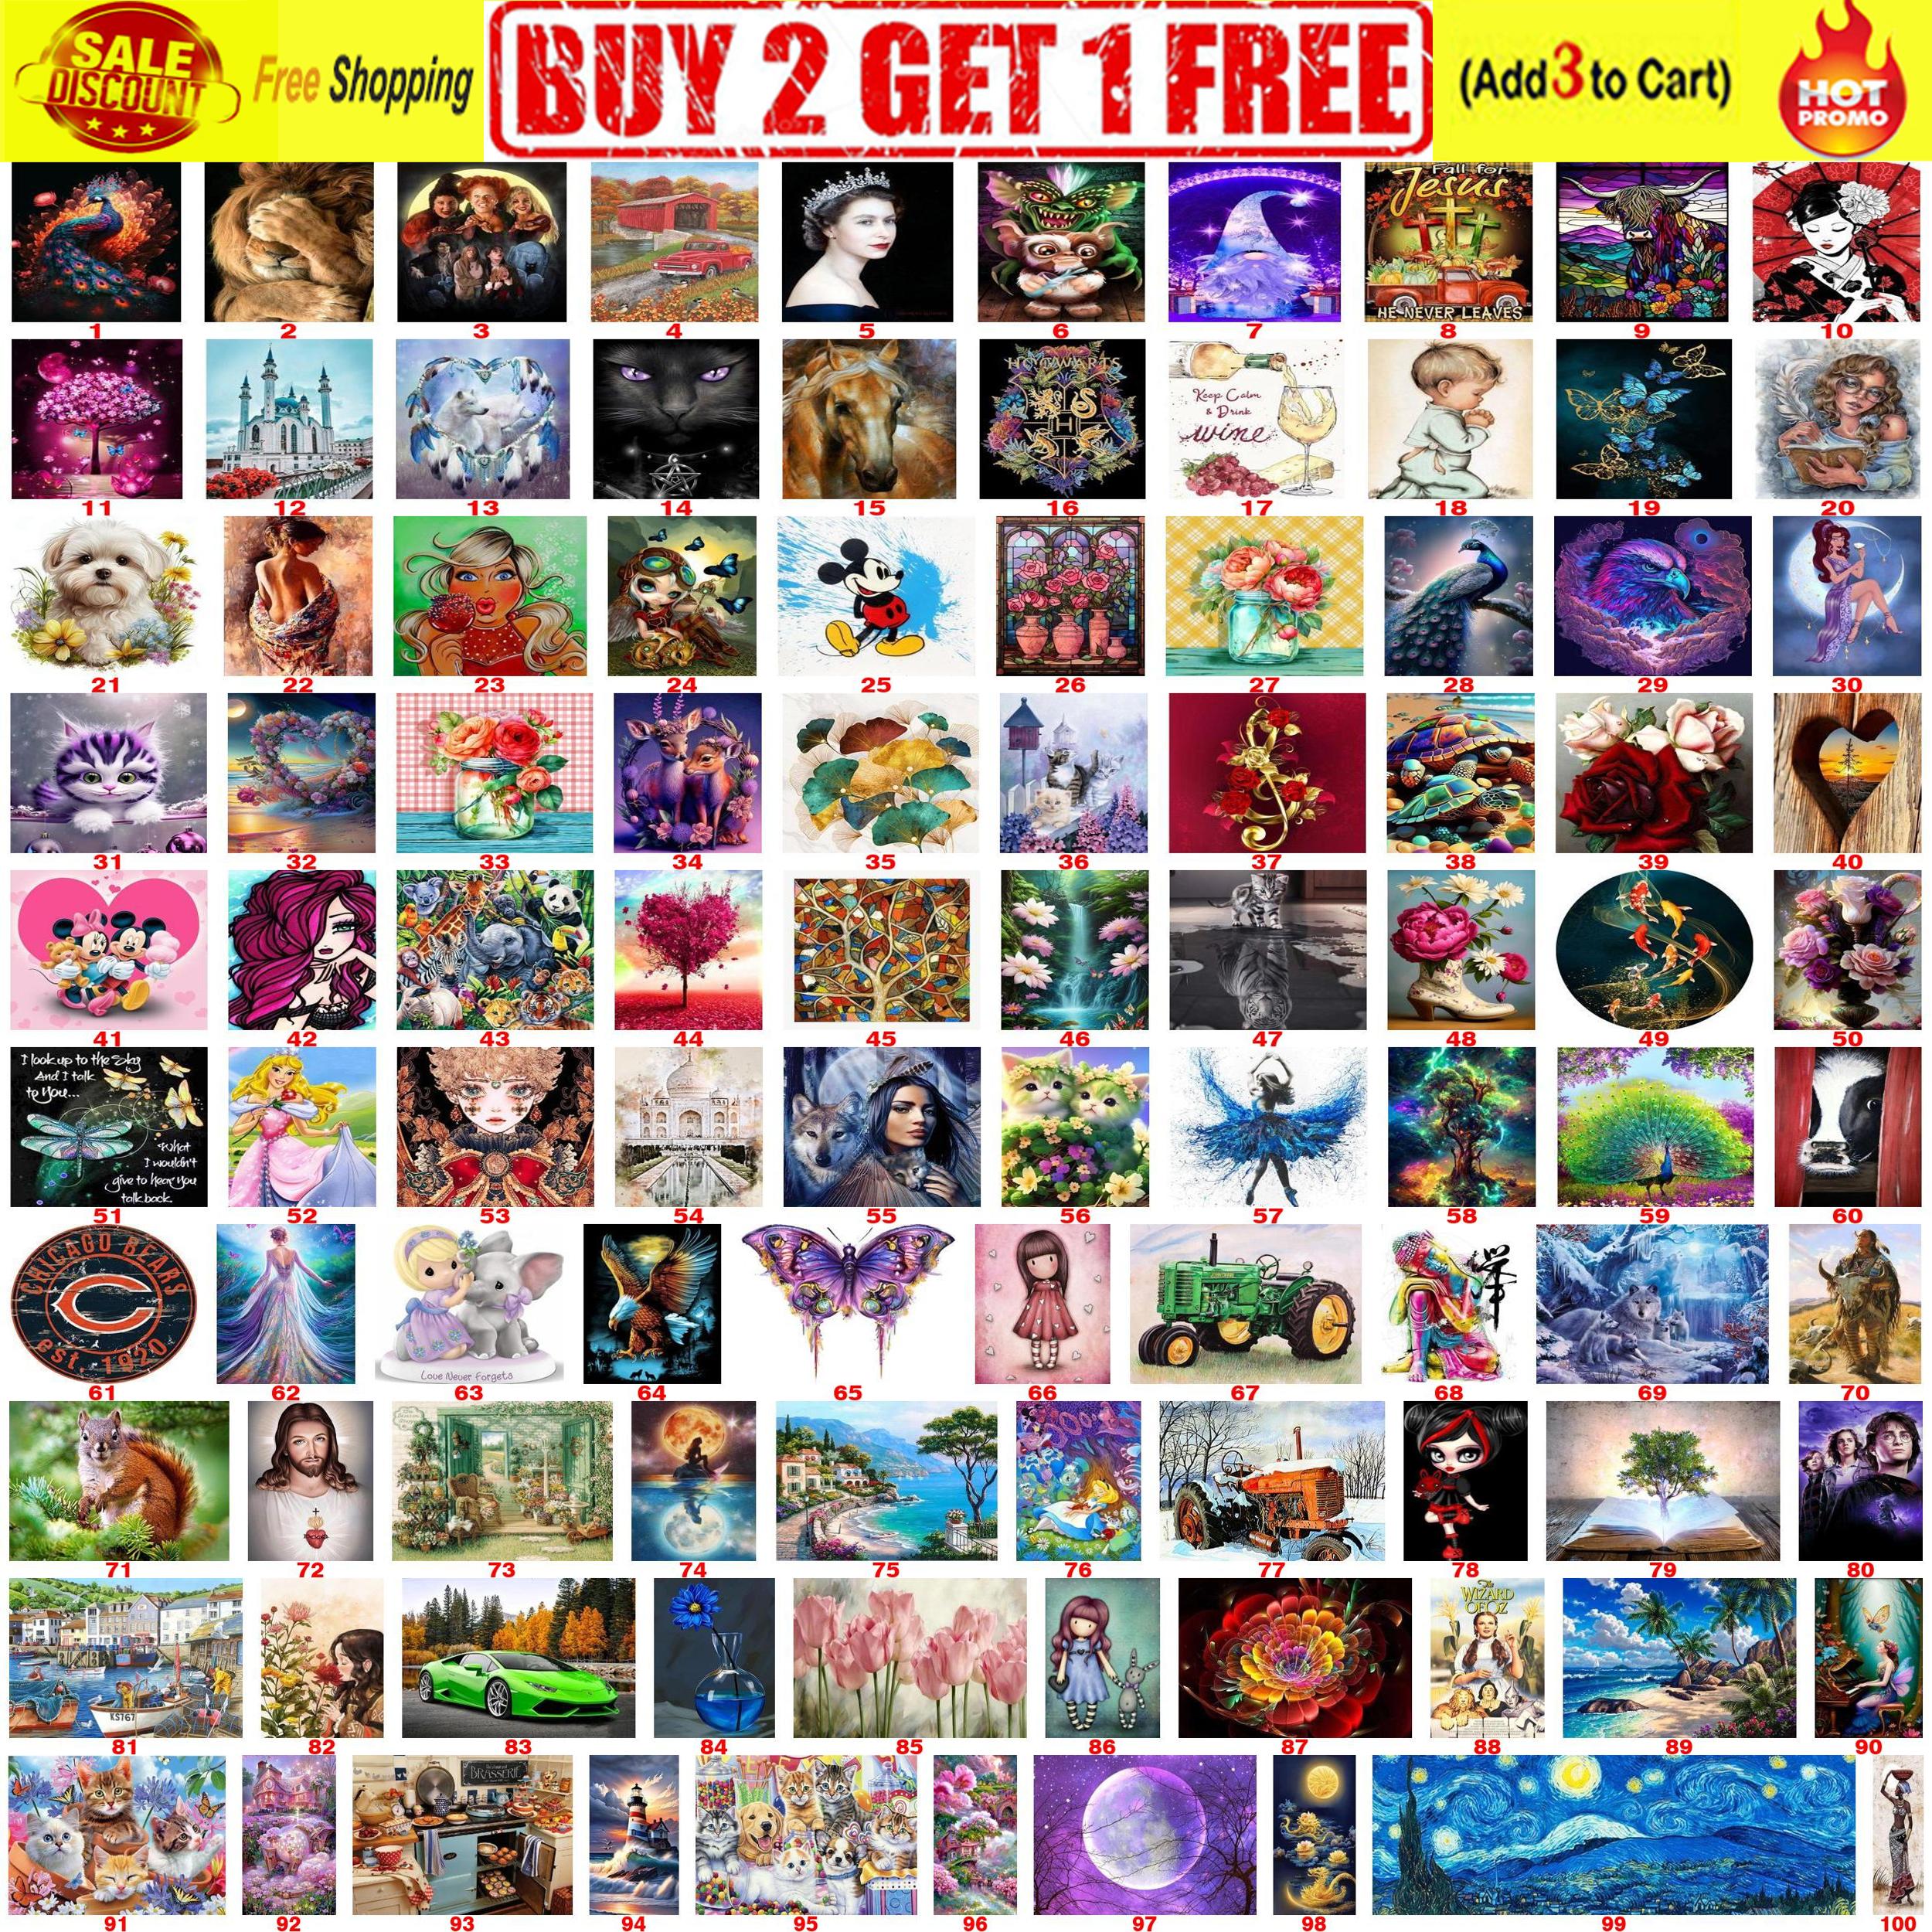 SALE
DISCOUNT
Free Shopping
BUY 2 GET 1 FREE
(Add 3 to Cart)
HOT
PROMO
Fall for
Jesus
HE NEVER LEAVES
1 2 3 4 5 6 7 8 9 10
HOGWARTS
H
Keep Calm
& Drink
wine
11 12 13 14 15 16 17 18 19 20
21 22 23 24 25 26 27 28 29 30
31 32 33 34 35 36 37 38 39 40
41 42 43 44 45 46 47 48 49 50
I look up to the Sky
And I talk
to You...
What
I wouldn't
give to hear You
talk back.
51 52 53 54 55 56 57 58 59 60
CHICAGO BEARS
C
est. 1920
Love Never Forgets
禅
61 62 63 64 65 66 67 68 69 70
71 72 73 74 75 76 77 78 79 80
KS767
The
WIZARD
OF OZ
81 82 83 84 85 86 87 88 89 90
BRASSERIE
91 92 93 94 95 96 97 98 99 100